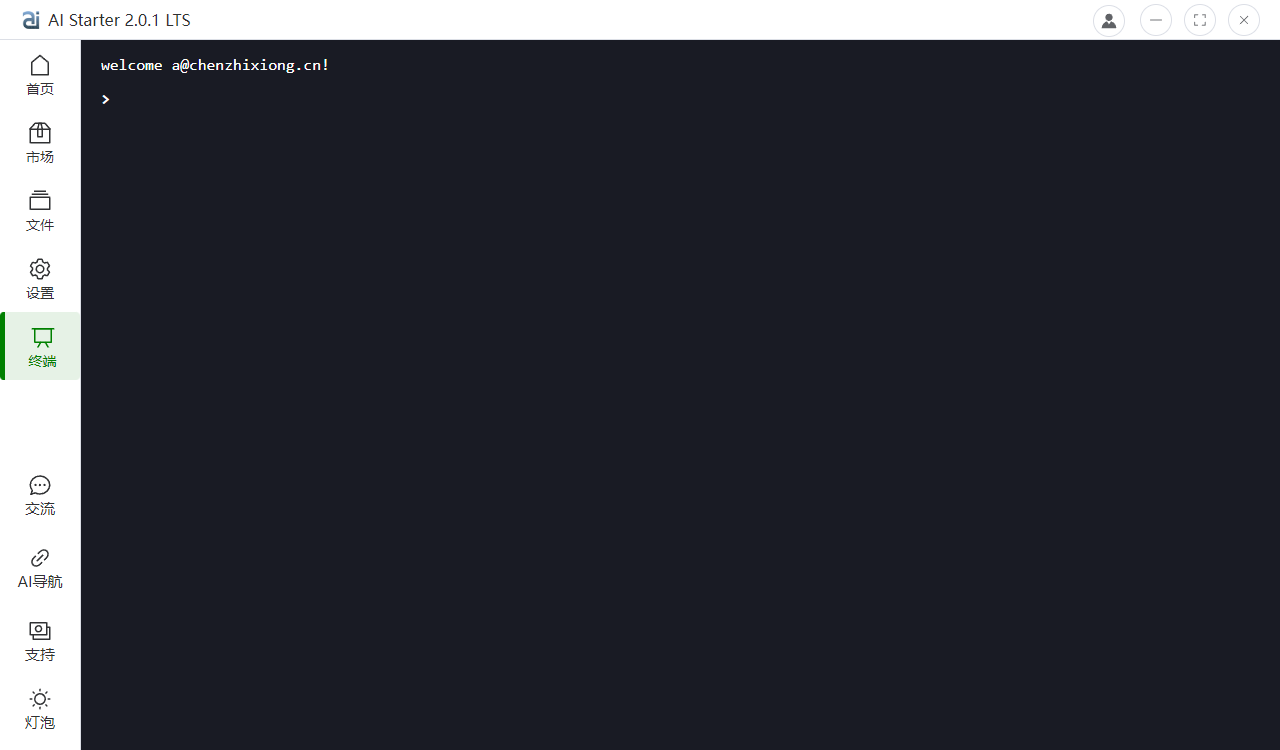 ai AI Starter 2.0.1 LTS
首页
市场
文件
设置
终端
交流
AI导航
支持
灯泡
welcome a@chenzhixiong.cn!
>